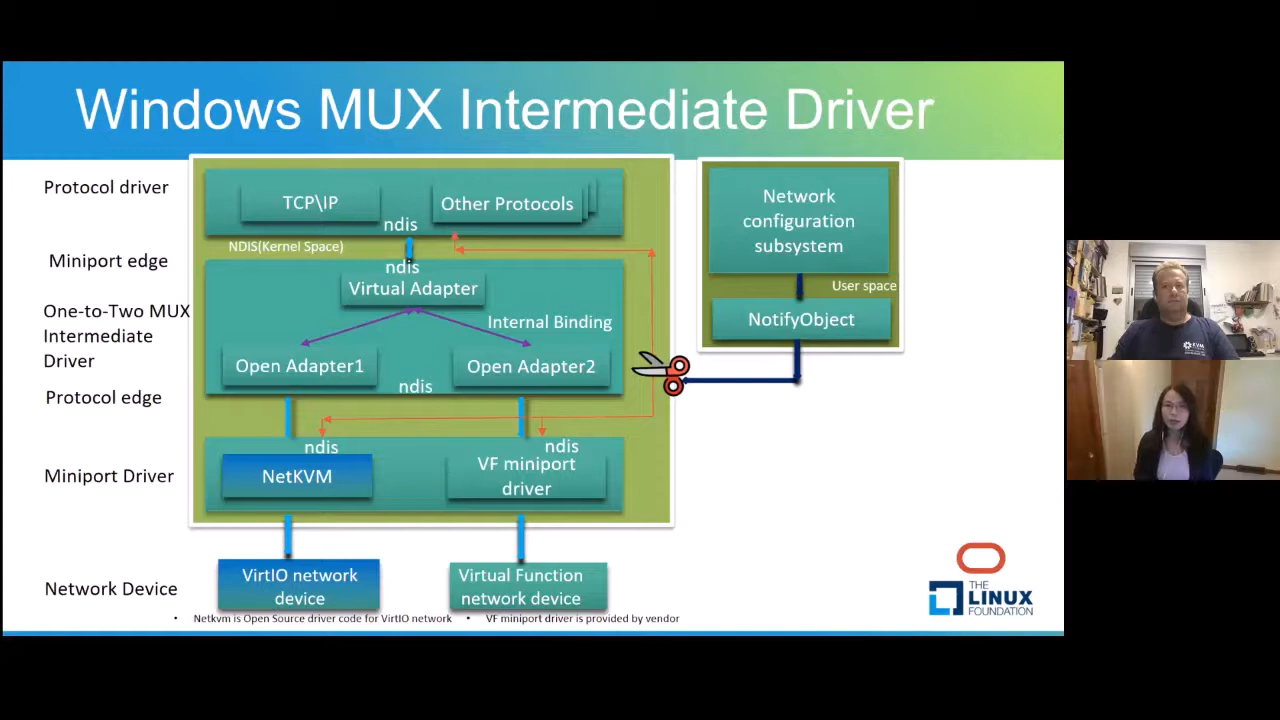 Windows MUX Intermediate Driver
Protocol driver
TCP\IP
Other Protocols
ndis
NDIS(Kernel Space)
Miniport edge
ndis
Virtual Adapter
One-to-Two MUX
Intermediate
Driver
Internal Binding
Open Adapter1
Open Adapter2
ndis
Protocol edge
ndis
ndis
Miniport Driver
NetKVM
VF miniport
driver
Network Device
VirtIO network
device
Virtual Function
network device
• Netkvm is Open Source driver code for VirtIO network
• VF miniport driver is provided by vendor
Network
configuration
subsystem
User space
NotifyObject
THE
LINUX
FOUNDATION
KVM